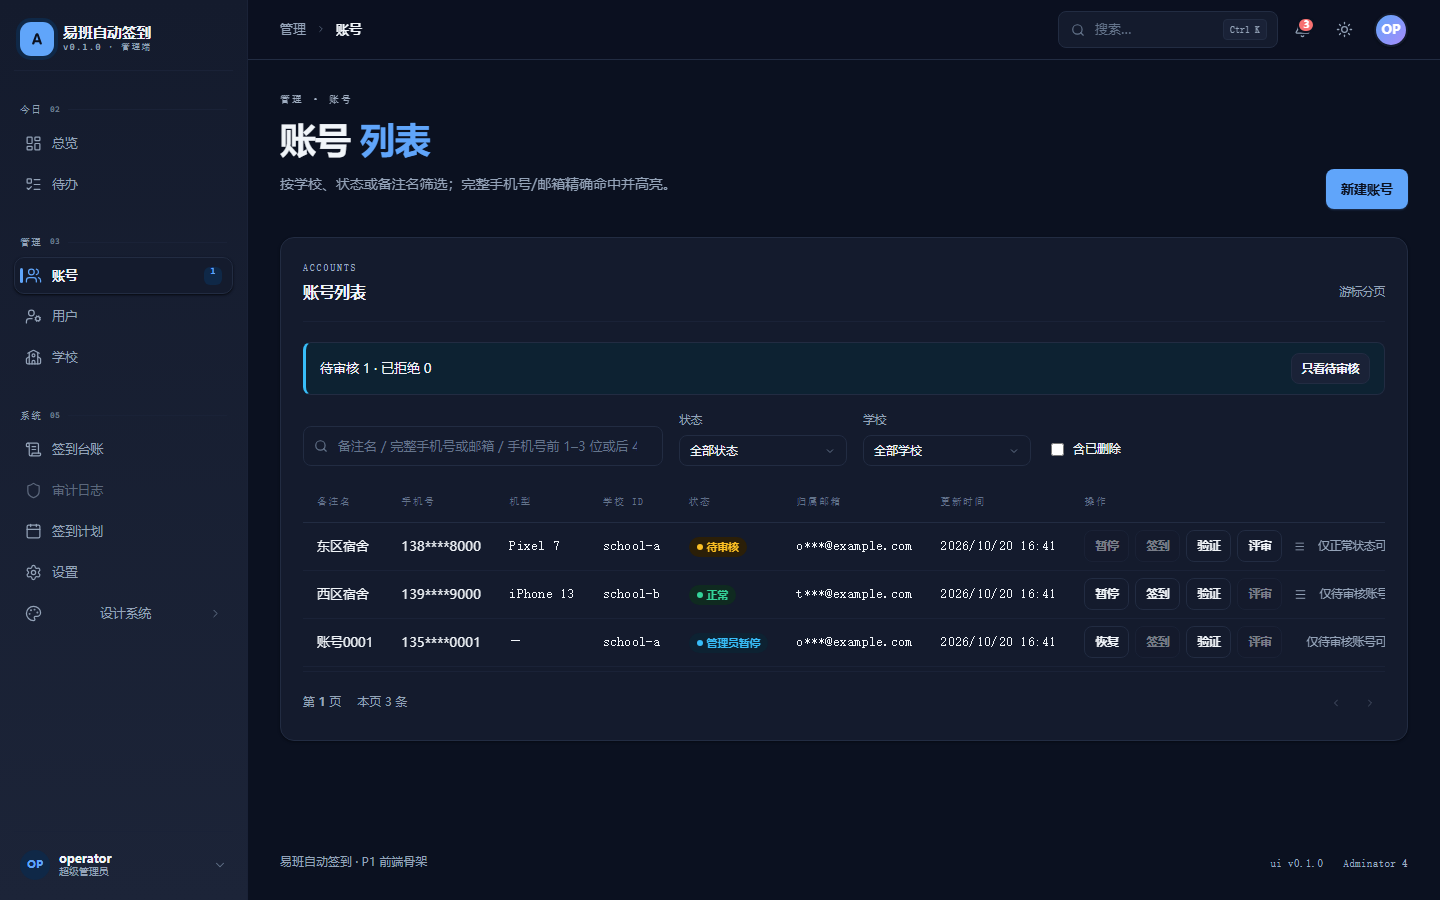 A
易班自动签到
v0.1.0 · 管理端
今日 02
总览
待办
管理 03
账号 1
用户
学校
系统 05
签到台账
审计日志
签到计划
设置
设计系统
OP
operator
超级管理员
管理 › 账号
搜索... Ctrl K
3
OP
管理 · 账号
账号 列表
按学校、状态或备注名筛选；完整手机号/邮箱精确命中并高亮。
新建账号
ACCOUNTS
账号列表
游标分页
待审核 1 · 已拒绝 0
只看待审核
状态 学校
备注名 / 完整手机号或邮箱 / 手机号前 1–3 位或后 4
全部状态 全部学校 含已删除
备注名 手机号 机型 学校 ID 状态 归属邮箱 更新时间 操作
东区宿舍 138****8000 Pixel 7 school-a 待审核 o***@example.com 2026/10/20 16:41 暂停 签到 验证 评审 ☰ 仅正常状态可
西区宿舍 139****9000 iPhone 13 school-b 正常 t***@example.com 2026/10/20 16:41 暂停 签到 验证 评审 ☰ 仅待审核账号
账号0001 135****0001 — school-a 管理员暂停 o***@example.com 2026/10/20 16:41 恢复 签到 验证 评审 仅待审核账号可
第 1 页 本页 3 条
易班自动签到 · P1 前端骨架
ui v0.1.0 Adminator 4